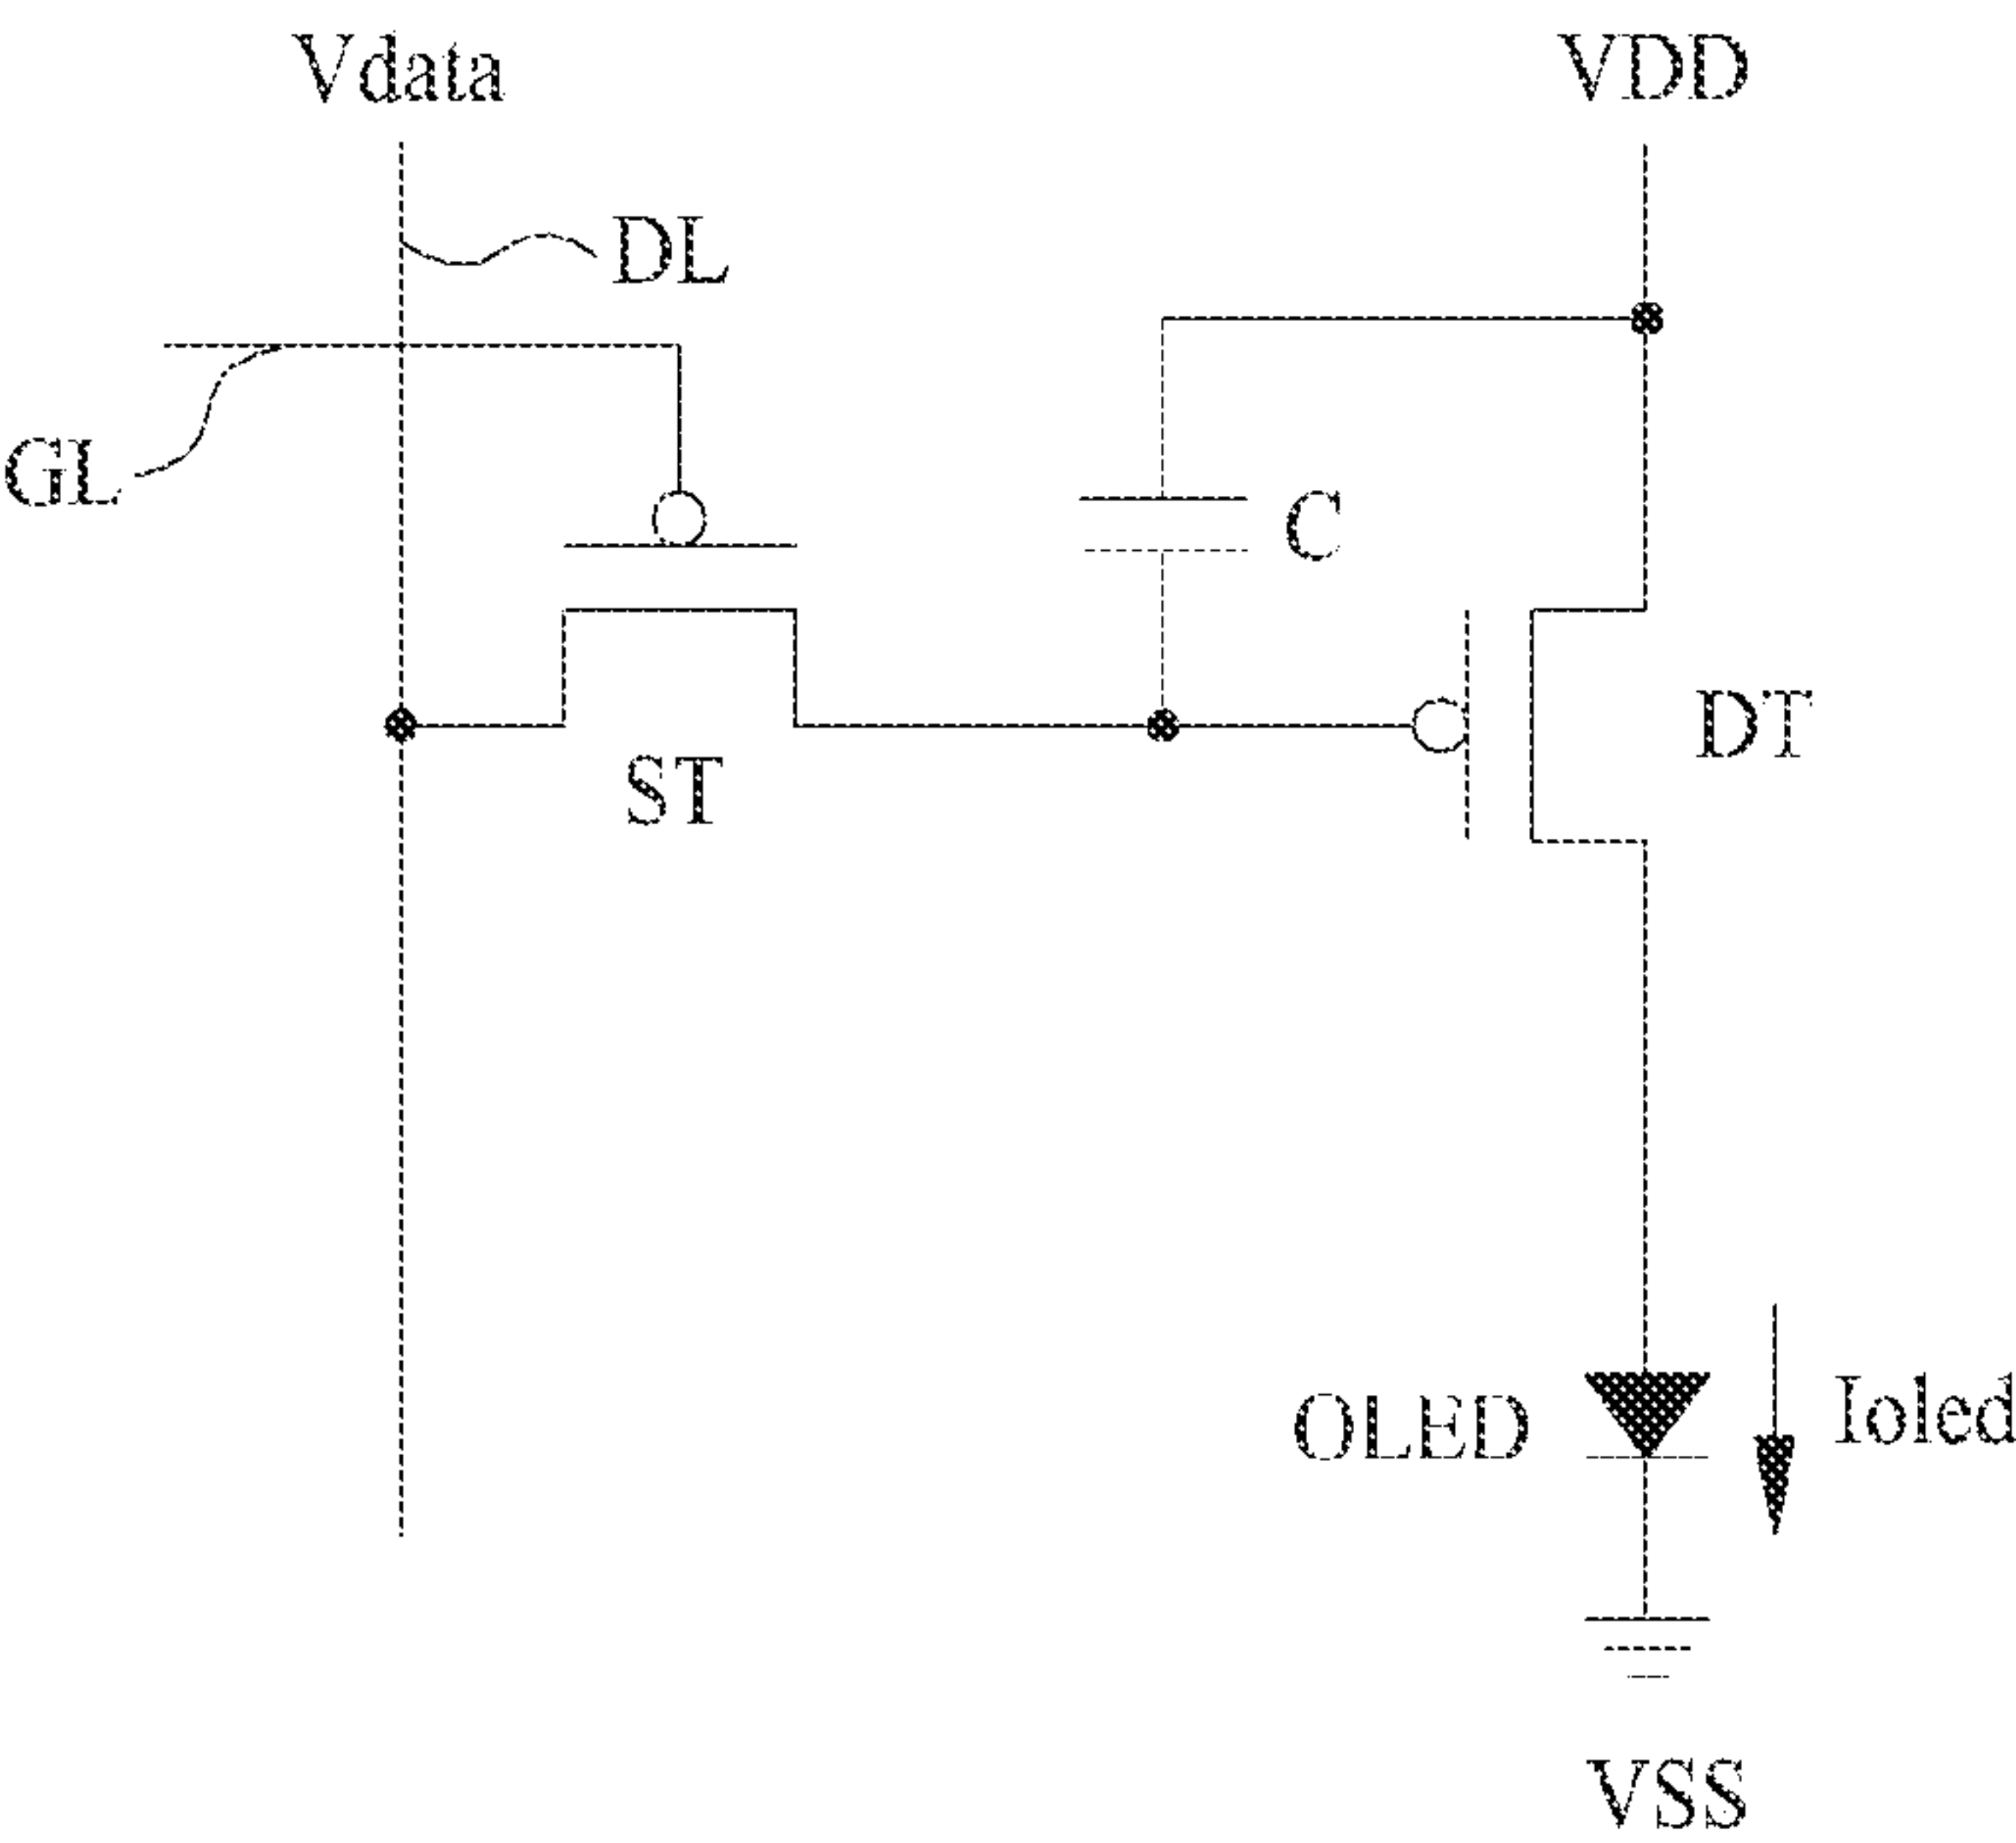 Vdata
VDD
DL
GL
C
DT
ST
OLED
Ioled
VSS